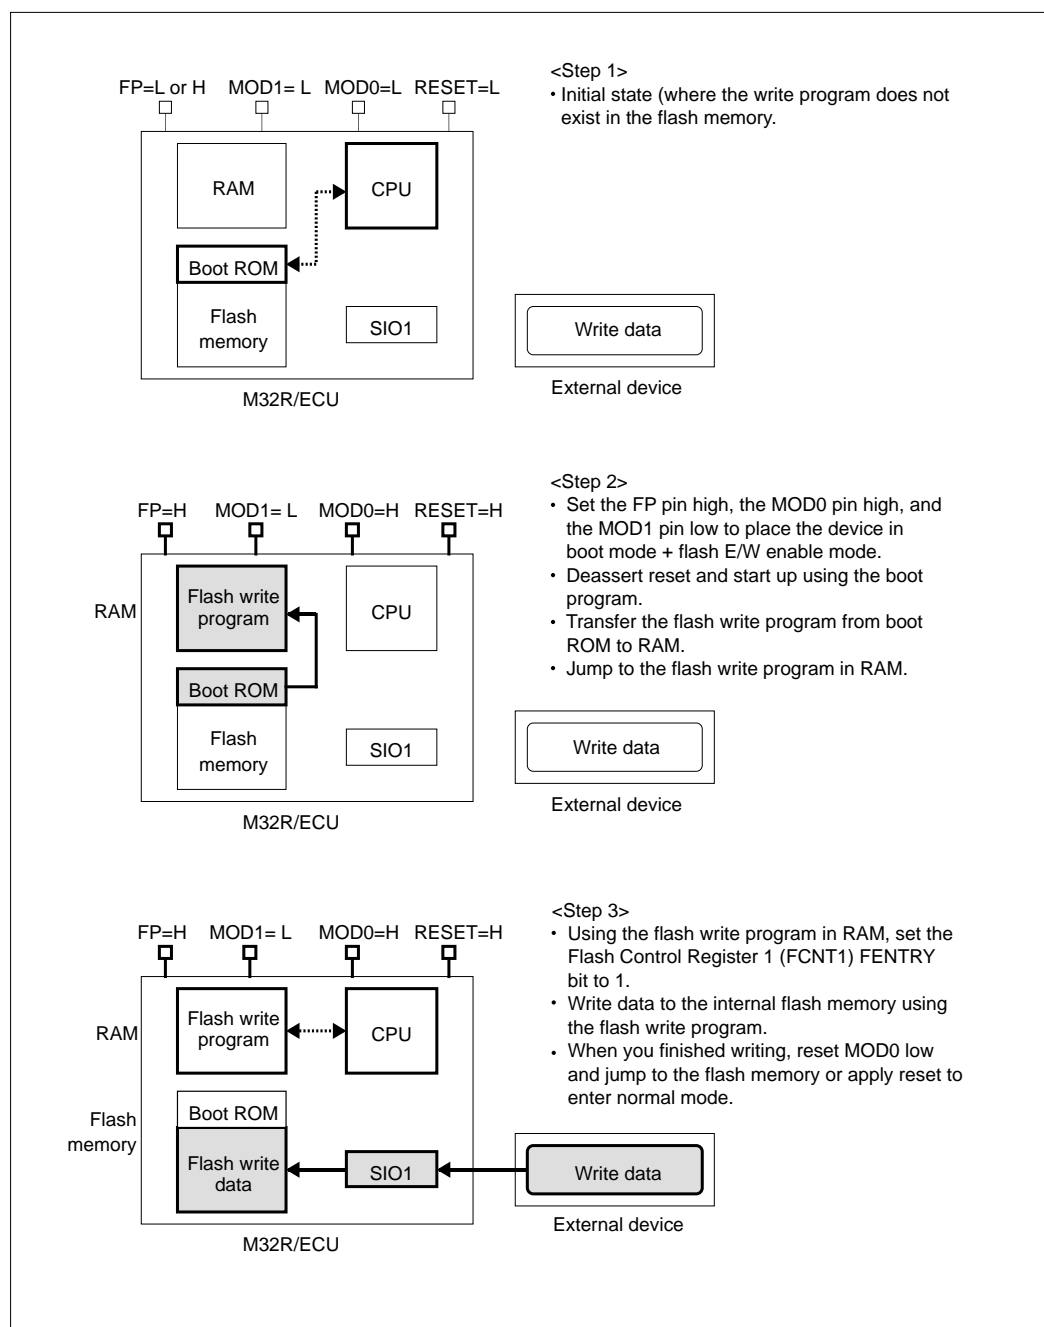 <Step 1>
FP=L or H MOD1= L MOD0=L RESET=L
• Initial state (where the write program does not
exist in the flash memory.
RAM
CPU
Boot ROM
Flash
memory
SIO1
Write data
External device
M32R/ECU
<Step 2>
FP=H MOD1= L MOD0=H RESET=H
• Set the FP pin high, the MOD0 pin high, and
the MOD1 pin low to place the device in
boot mode + flash E/W enable mode.
• Deassert reset and start up using the boot
program.
• Transfer the flash write program from boot
ROM to RAM.
• Jump to the flash write program in RAM.
RAM
Flash write
program
CPU
Boot ROM
Flash
memory
SIO1
Write data
External device
M32R/ECU
<Step 3>
FP=H MOD1= L MOD0=H RESET=H
• Using the flash write program in RAM, set the
Flash Control Register 1 (FCNT1) FENTRY
bit to 1.
• Write data to the internal flash memory using
the flash write program.
• When you finished writing, reset MOD0 low
and jump to the flash memory or apply reset to
enter normal mode.
RAM
Flash write
program
CPU
Flash
memory
Boot ROM
Flash write
data
SIO1
Write data
External device
M32R/ECU